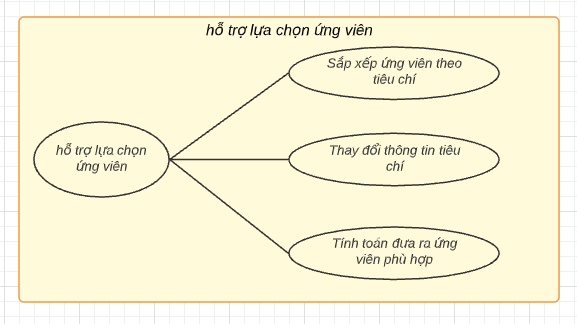 hỗ trợ lựa chọn ứng viên
Sắp xếp ứng viên theo
tiêu chí
hỗ trợ lựa chọn
ứng viên
Thay đổi thông tin tiêu
chí
Tính toán đưa ra ứng
viên phù hợp